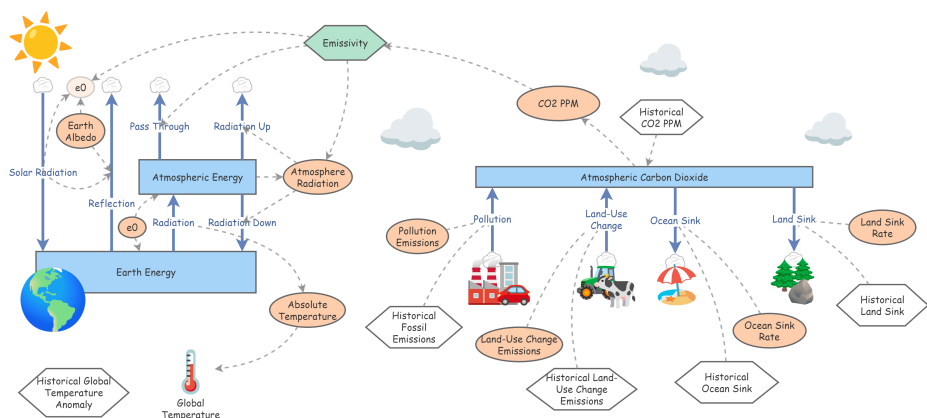 Emissivity
e0
CO2 PPM
Historical
CO2 PPM
Earth
Albedo
Pass Through
Radiation Up
Solar Radiation
Atmospheric Energy
Atmosphere
Radiation
Atmospheric Carbon Dioxide
Reflection
e0
Radiation
Radiation Down
Pollution
Emissions
Pollution
Land-Use
Change
Ocean Sink
Land Sink
Land Sink
Rate
Earth Energy
Absolute
Temperature
Historical
Fossil
Emissions
Land-Use Change
Emissions
Ocean Sink
Rate
Historical
Land Sink
Historical Global
Temperature
Anomaly
Global
Temperature
Historical Land-
Use Change
Emissions
Historical
Ocean Sink